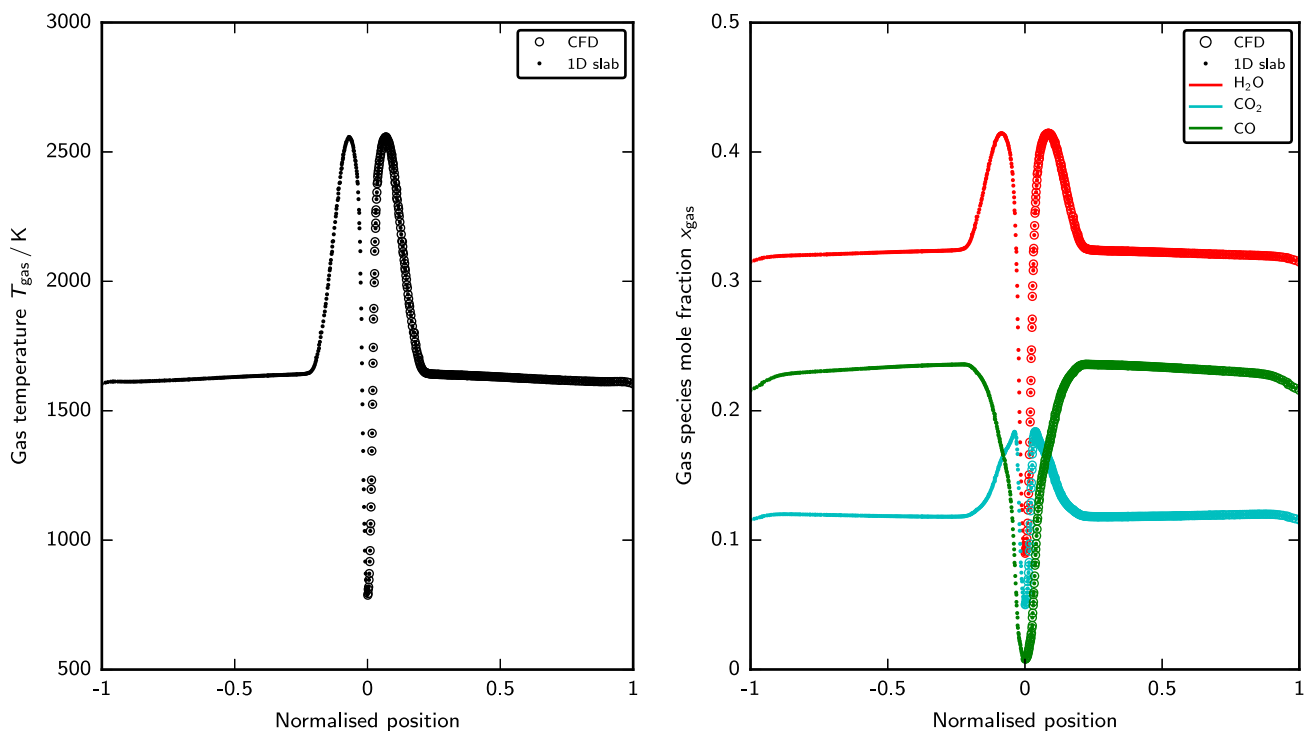 3000
2500
2000
1500
1000
500
-1
-0.5
0
0.5
1
Normalised position
Gas temperature T_gas / K
CFD
1D slab
0.5
0.4
0.3
0.2
0.1
0
-1
-0.5
0
0.5
1
Normalised position
Gas species mole fraction x_gas
CFD
1D slab
H₂O
CO₂
CO